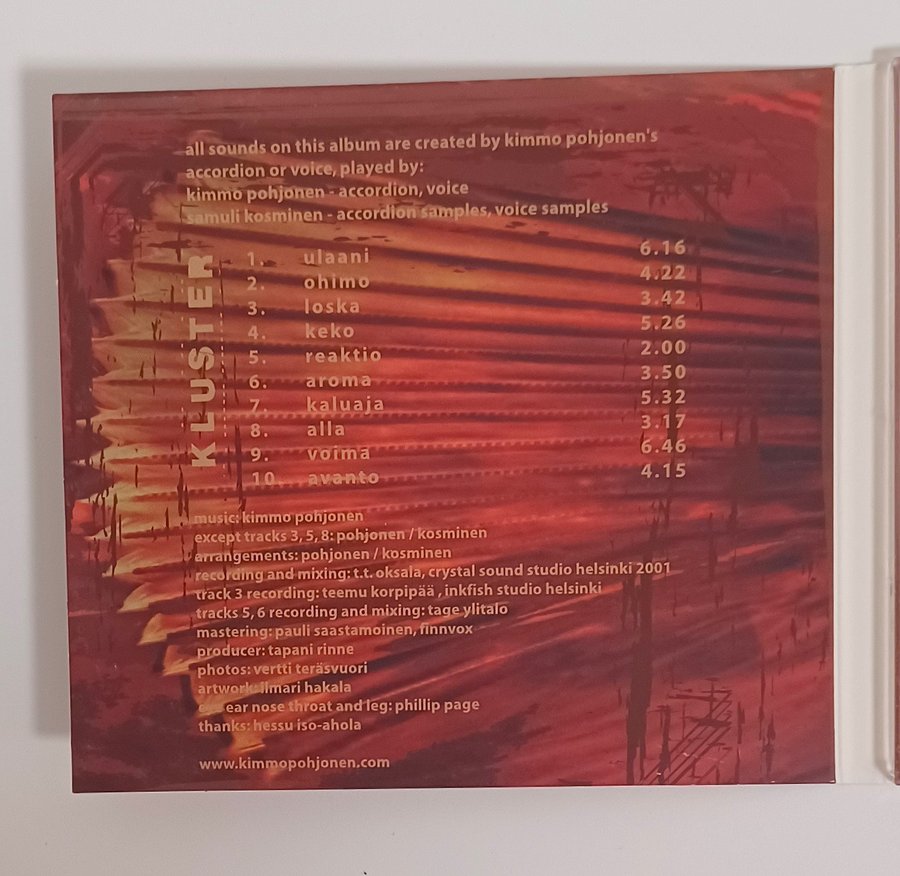 all sounds on this album are created by kimmo pohjonen's
accordion or voice, played by:
kimmo pohjonen - accordion, voice
samuli kosminen - accordion samples, voice samples
KLUSTER
1. ulaani 6.16
2. ohimo 4.22
3. loska 3.42
4. keko 5.26
5. reaktio 2.00
6. aroma 3.50
7. kaluaja 5.32
8. alla 3.17
9. voima 6.46
10. avanto 4.15
music: kimmo pohjonen
except tracks 3, 5, 8: pohjonen / kosminen
arrangements: pohjonen / kosminen
recording and mixing: t.t. oksala, crystal sound studio helsinki 2001
track 3 recording: teemu korpipää , inkfish studio helsinki
tracks 5, 6 recording and mixing: tage ylitalo
mastering: pauli saastamoinen, finnvox
producer: tapani rinne
photos: vertti teräsvuori
artwork: ilmari hakala
eye ear nose throat and leg: phillip page
thanks: hessu iso-ahola
www.kimmopohjonen.com